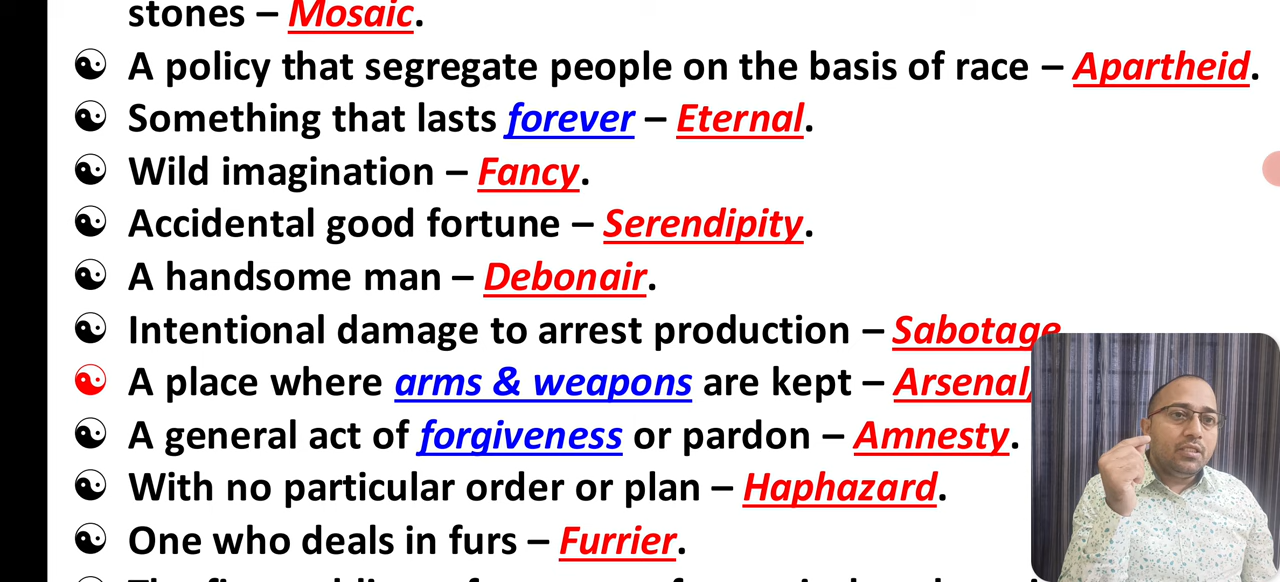 stones – Mosaic.
A policy that segregate people on the basis of race – Apartheid.
Something that lasts forever – Eternal.
Wild imagination – Fancy.
Accidental good fortune – Serendipity.
A handsome man – Debonair.
Intentional damage to arrest production – Sabotage
A place where arms & weapons are kept – Arsenal,
A general act of forgiveness or pardon – Amnesty.
With no particular order or plan – Haphazard.
One who deals in furs – Furrier.